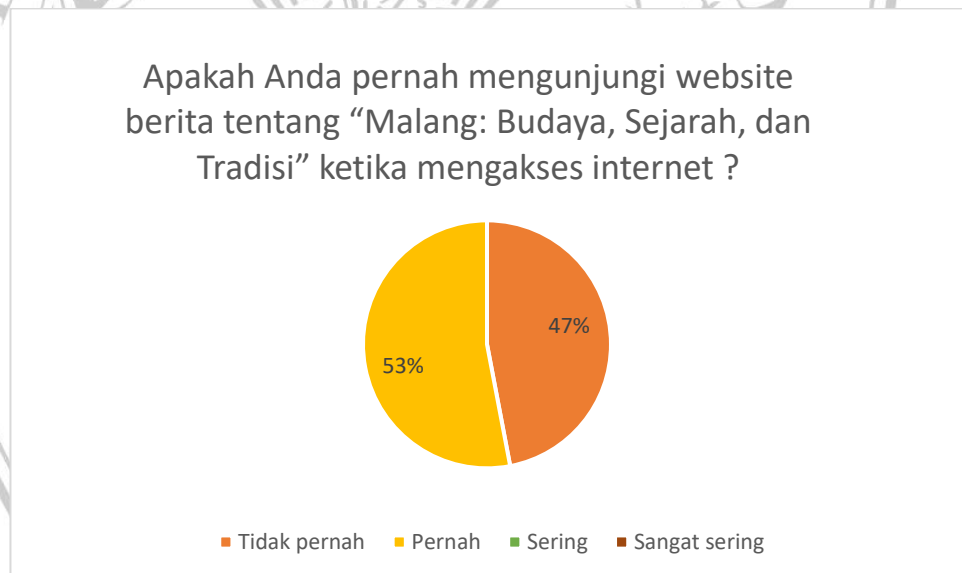 Apakah Anda pernah mengunjungi website
berita tentang “Malang: Budaya, Sejarah, dan
Tradisi” ketika mengakses internet ?
47%
53%
Tidak pernah Pernah Sering Sangat sering